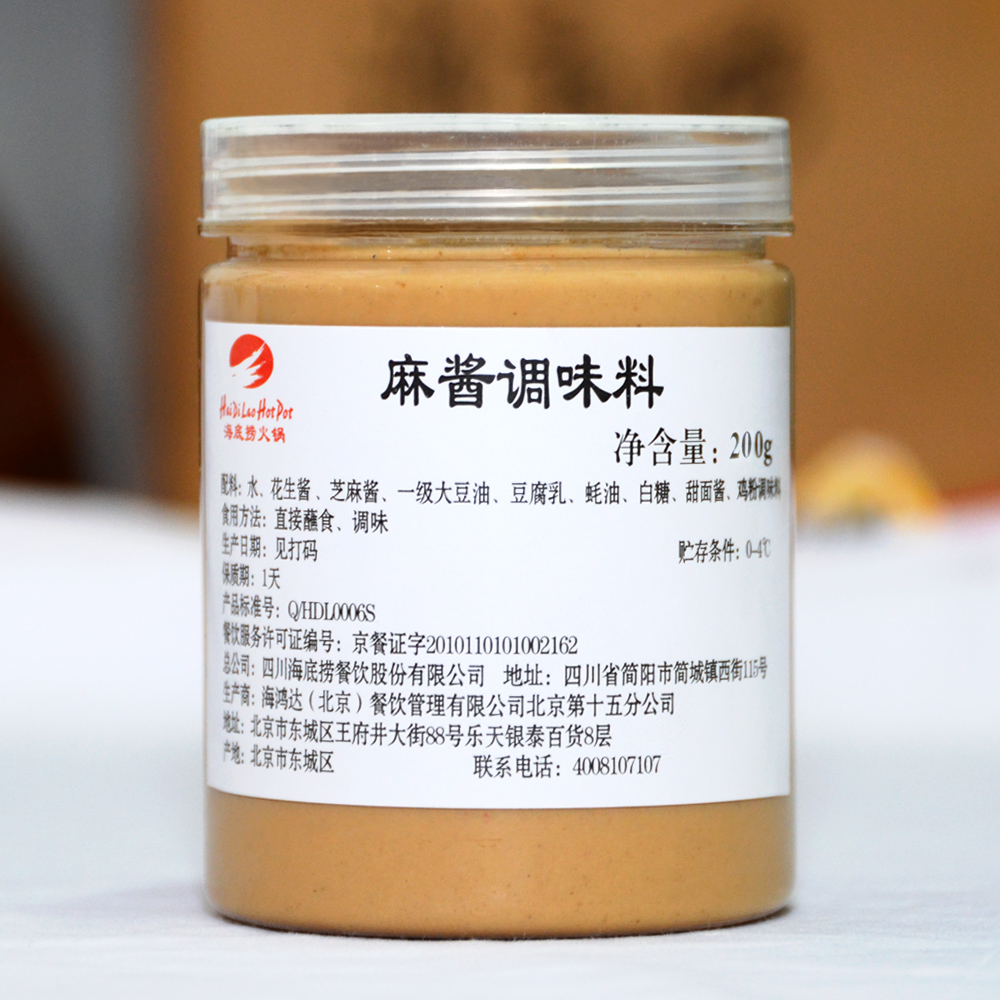 HaiDiLao HotPot
海底捞火锅
麻酱调味料
净含量：200g
配料：水、花生酱、芝麻酱、一级大豆油、豆腐乳、蚝油、白糖、甜面酱、鸡粉调味料
食用方法：直接蘸食、调味
生产日期：见打码 贮存条件：0-4℃
保质期：1天
产品标准号：Q/HDL0006S
餐饮服务许可证编号：京餐证字2010110101002162
总公司：四川海底捞餐饮股份有限公司 地址：四川省简阳市简城镇西街115号
生产商：海鸿达（北京）餐饮管理有限公司北京第十五分公司
地址：北京市东城区王府井大街88号乐天银泰百货8层
产地：北京市东城区 联系电话：4008107107